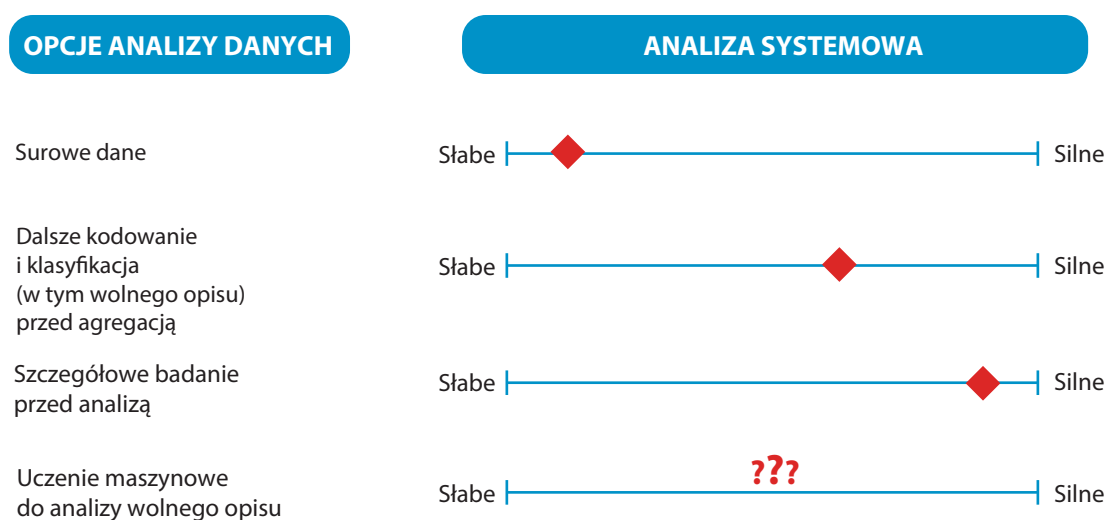 OPCJE ANALIZY DANYCH
ANALIZA SYSTEMOWA
Surowe dane
Słabe
Silne
Dalsze kodowanie
i klasyfikacja
(w tym wolnego opisu)
przed agregacją
Słabe
Silne
Szczegółowe badanie
przed analizą
Słabe
Silne
Uczenie maszynowe
do analizy wolnego opisu
Słabe
???
Silne